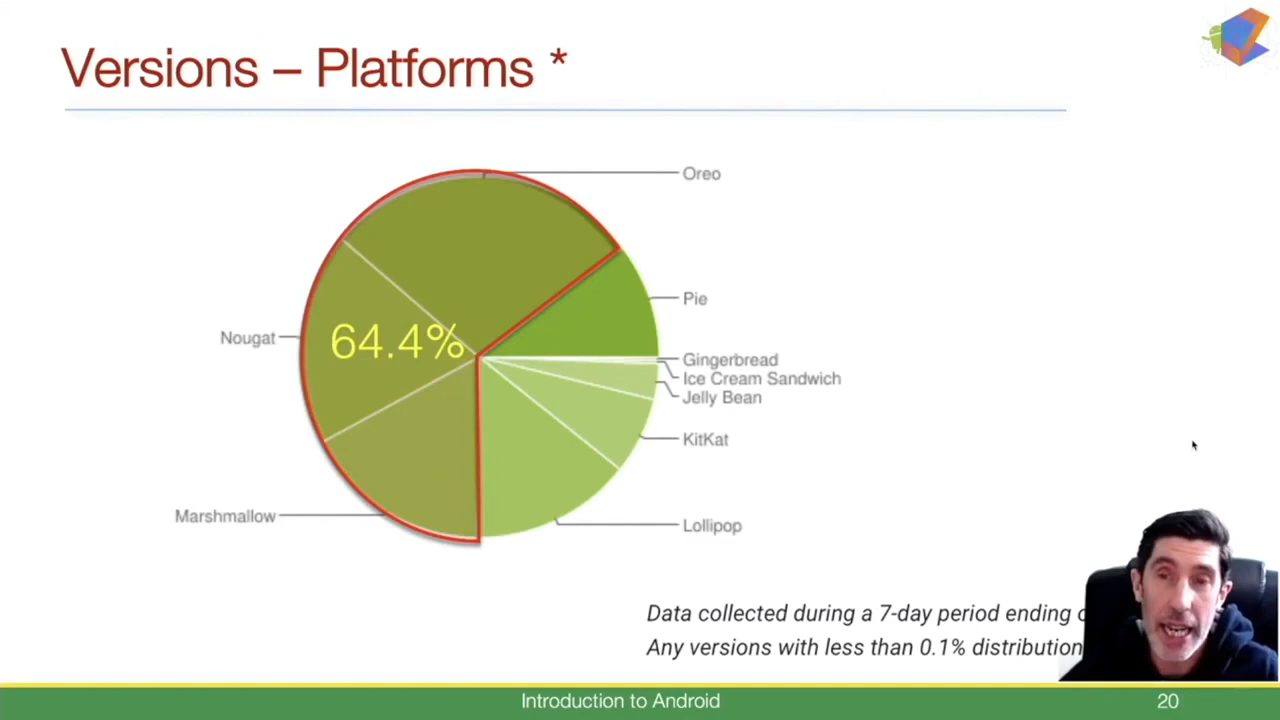 Versions – Platforms *
Oreo
Pie
Nougat
64.4%
Gingerbread
Ice Cream Sandwich
Jelly Bean
KitKat
Marshmallow
Lollipop
Data collected during a 7-day period ending
Any versions with less than 0.1% distribution
Introduction to Android
20